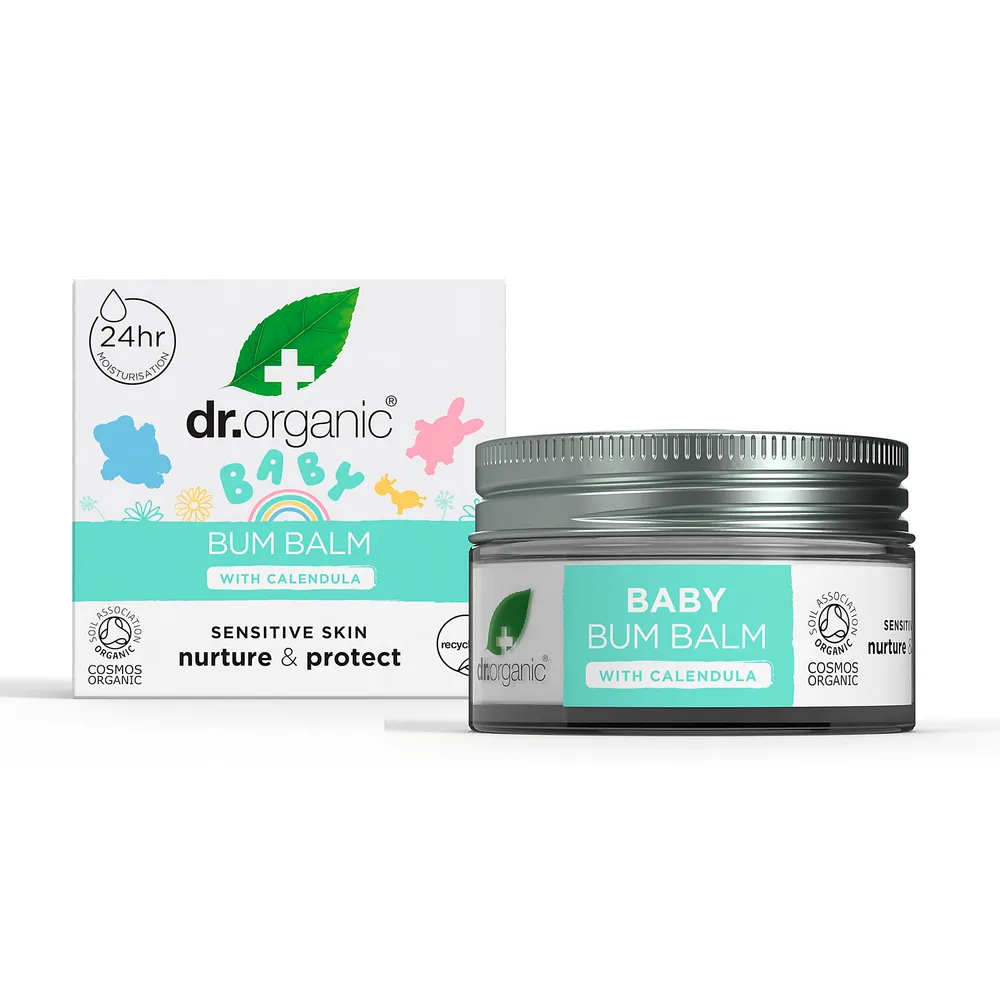 24hr
MOISTURISATION
dr.organic®
BABY
BUM BALM
WITH CALENDULA
SOIL ASSOCIATION
ORGANIC
COSMOS
ORGANIC
SENSITIVE SKIN
nurture & protect
dr.organic®
BABY
BUM BALM
WITH CALENDULA
SOIL ASSOCIATION
ORGANIC
COSMOS
ORGANIC
nurture